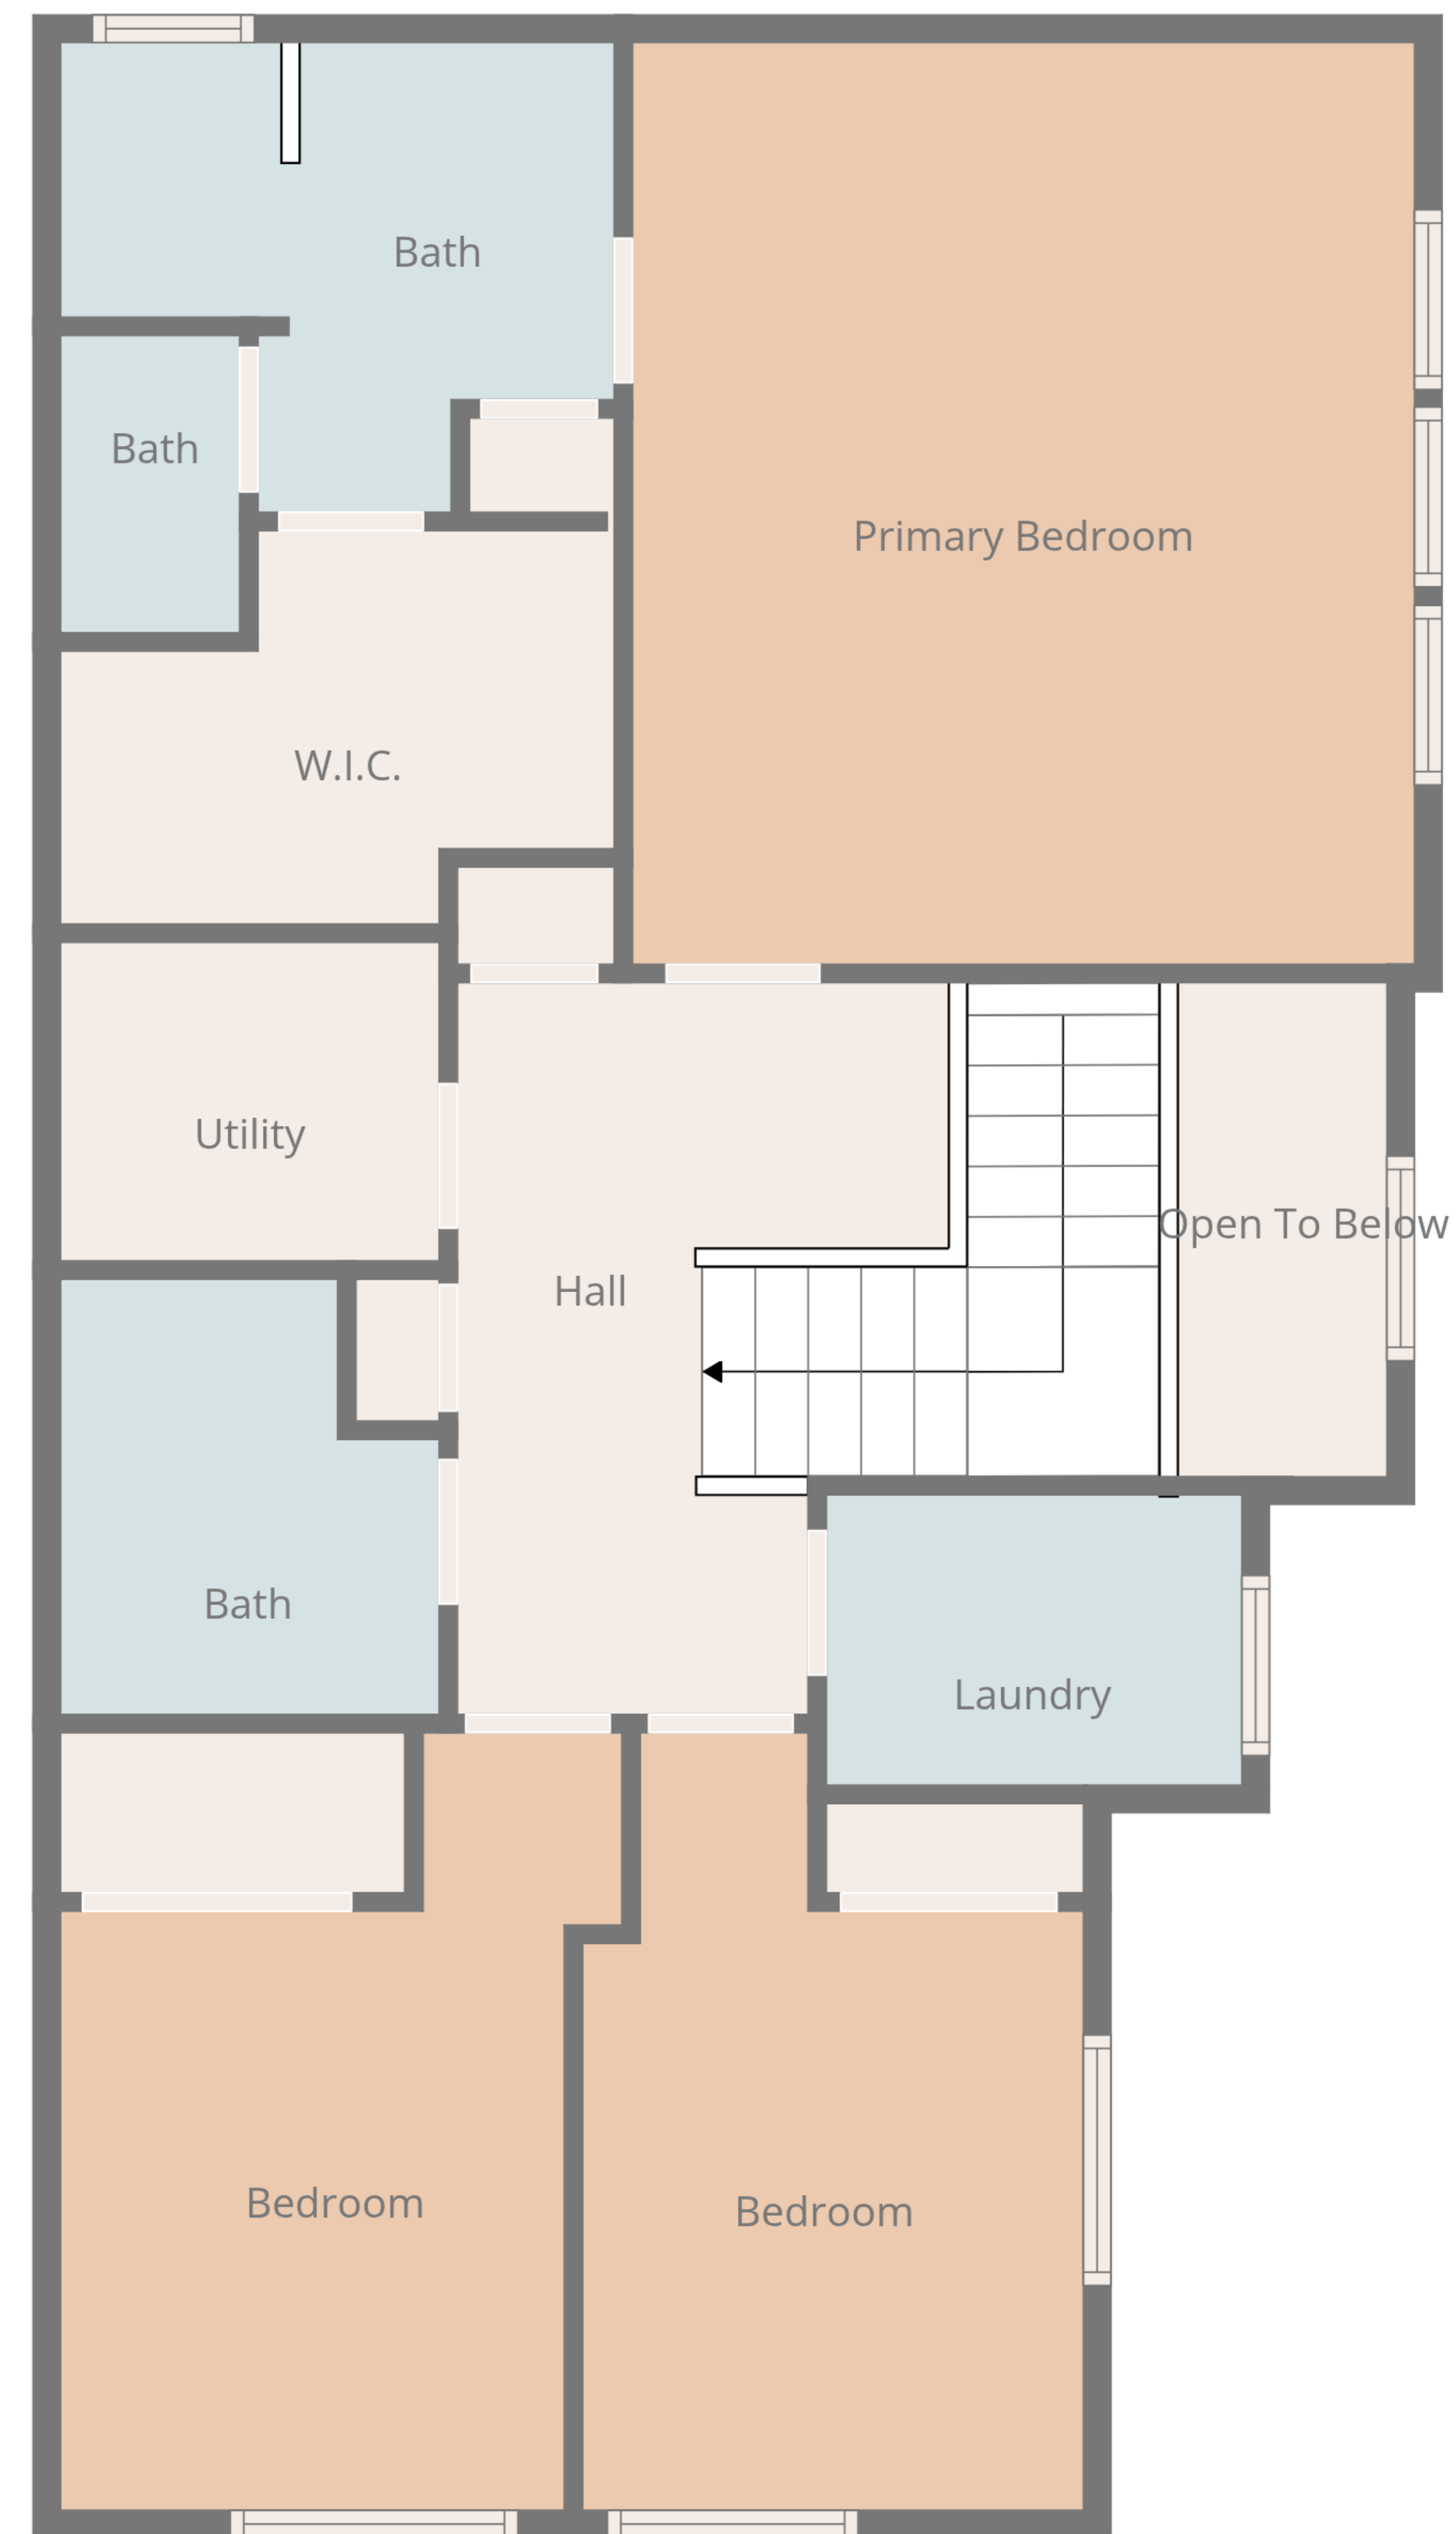 Bath
Bath
Primary Bedroom
W.I.C.
Utility
Open To Below
Hall
Bath
Laundry
Bedroom
Bedroom